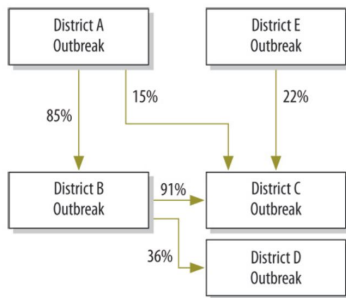 District A
Outbreak
District E
Outbreak
85%
15%
22%
District B
Outbreak
91%
District C
Outbreak
36%
District D
Outbreak